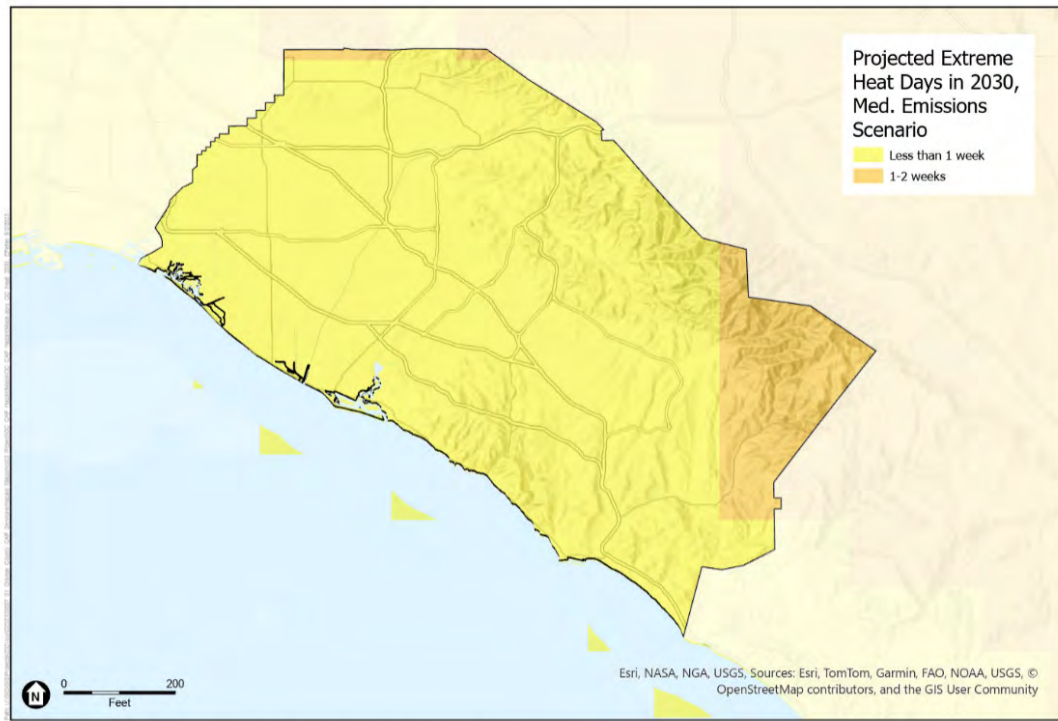 Projected Extreme
Heat Days in 2030,
Med. Emissions
Scenario
Less than 1 week
1-2 weeks
N
0
200
Feet
Esri, NASA, NGA, USGS, Sources: Esri, TomTom, Garmin, FAO, NOAA, USGS, ©
OpenStreetMap contributors, and the GIS User Community